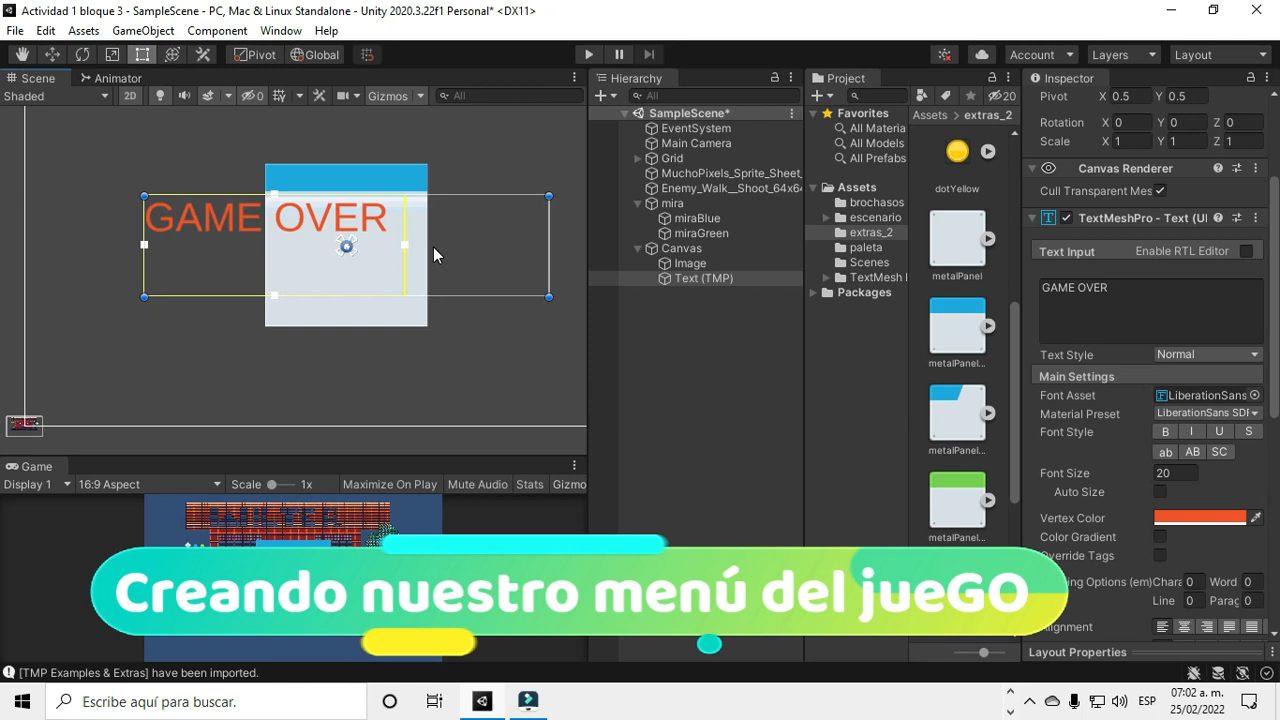 Actividad 1 bloque 3 - SampleScene - PC, Mac & Linux Standalone - Unity 2020.3.22f1 Personal* <DX11>
File Edit Assets GameObject Component Window Help
Pivot Global Account Layers Layout
Scene Animator
Shaded 2D 0 Gizmos All
GAME OVER
Game
Display 1 16:9 Aspect Scale 1x Maximize On Play Mute Audio Stats Gizmo
Hierarchy
All
SampleScene*
EventSystem
Main Camera
Grid
MuchoPixels_Sprite_Sheet_
Enemy_Walk__Shoot_64x64
mira
miraBlue
miraGreen
Canvas
Image
Text (TMP)
Project
20
Favorites
All Materia
All Models
All Prefabs
Assets
brochasos
escenario
extras_2
paleta
Scenes
TextMesh
Packages
Assets extras_2
dotYellow
metalPanel
metalPanel...
metalPanel...
metalPanel...
Inspector
Pivot X 0.5 Y 0.5
Rotation X 0 Y 0 Z 0
Scale X 1 Y 1 Z 1
Canvas Renderer
Cull Transparent Mes
TextMeshPro - Text (UI
Text Input Enable RTL Editor
GAME OVER
Text Style Normal
Main Settings
Font Asset LiberationSans
Material Preset LiberationSans SDF
Font Style B I U S
ab AB SC
Font Size 20
Auto Size
Vertex Color
Color Gradient
Override Tags
Options (em) Chara 0 Word 0
Line 0 Parag 0
Alignment
Layout Properties
Creando nuestro menú del jueGO
[TMP Examples & Extras] have been imported.
Escribe aquí para buscar.
ESP
07:02 a. m.
25/02/2022